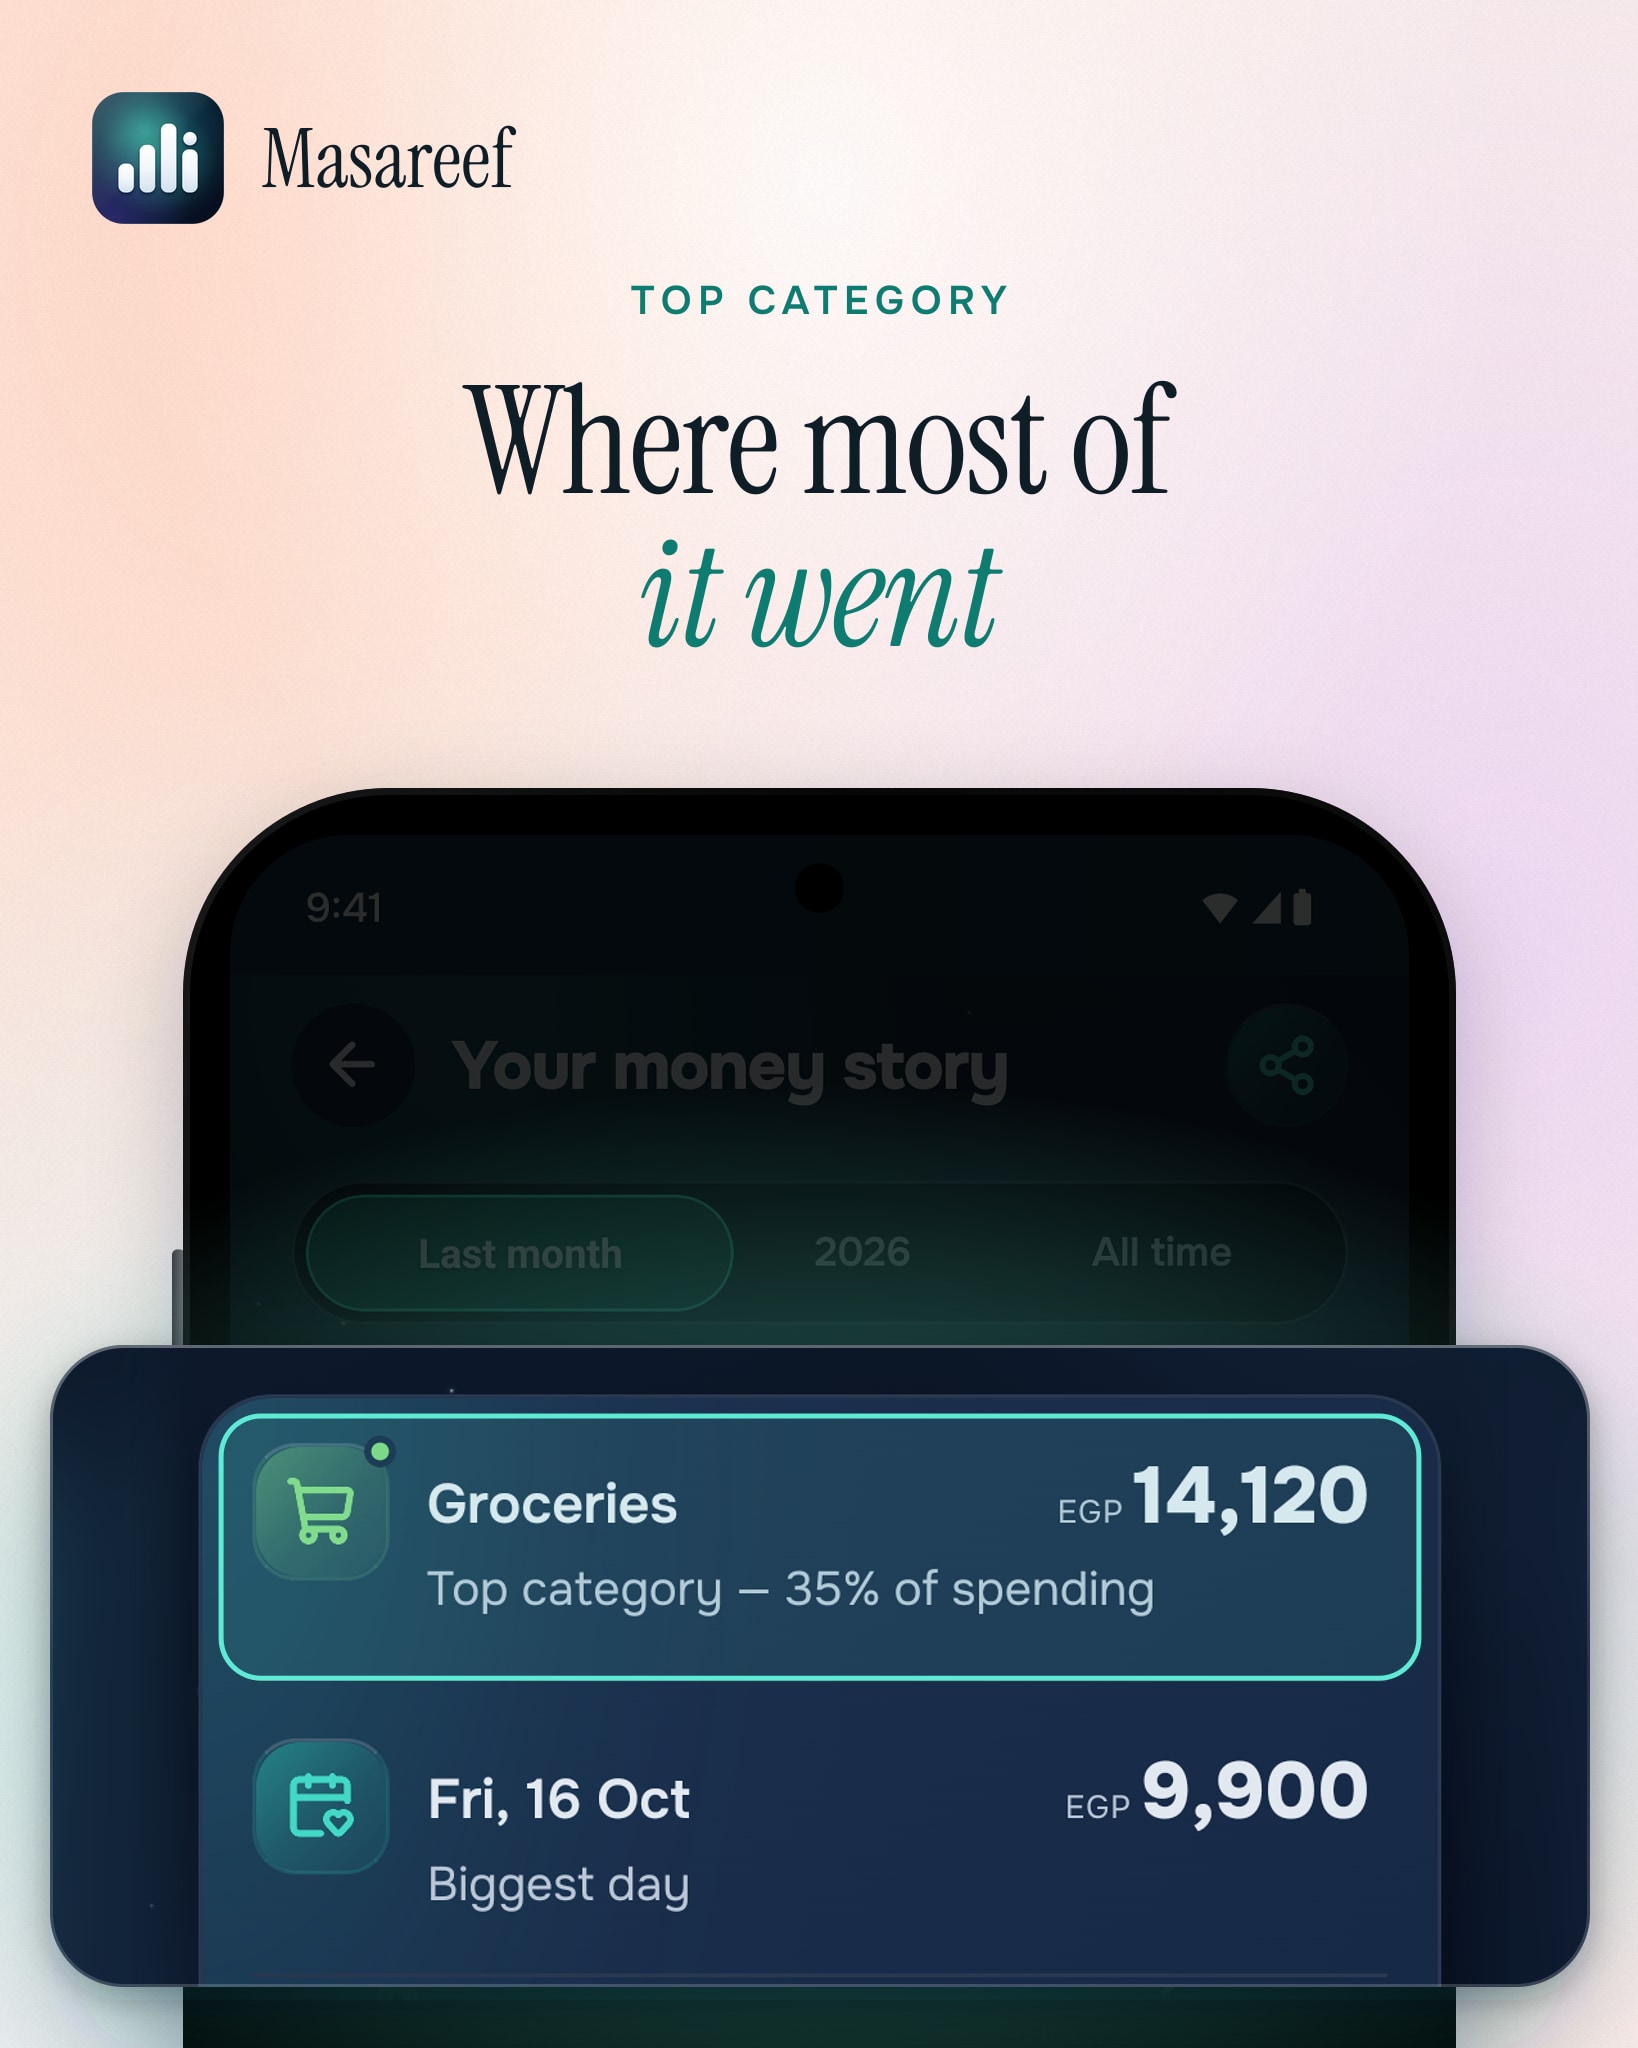 Masareef
TOP CATEGORY
Where most of
it went
9:41
Your money story
Last month 2026 All time
Groceries EGP 14,120
Top category — 35% of spending
Fri, 16 Oct EGP 9,900
Biggest day